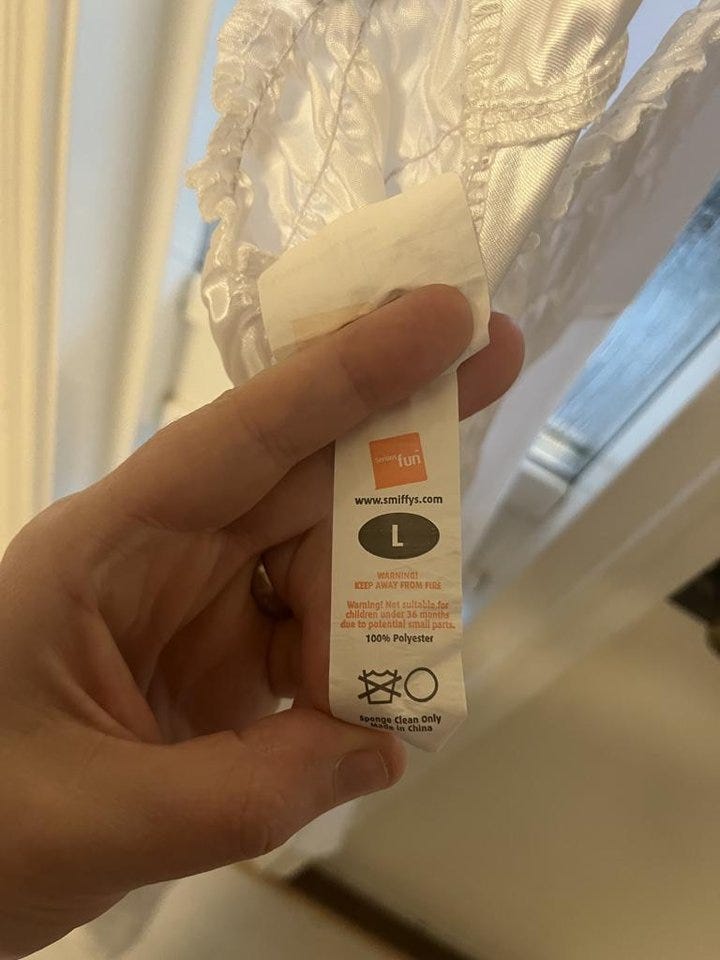 serious fun
www.smiffys.com
L
WARNING!
KEEP AWAY FROM FIRE
Warning! Not suitable for
children under 36 months
due to potential small parts.
100% Polyester
Sponge Clean Only
Made in China